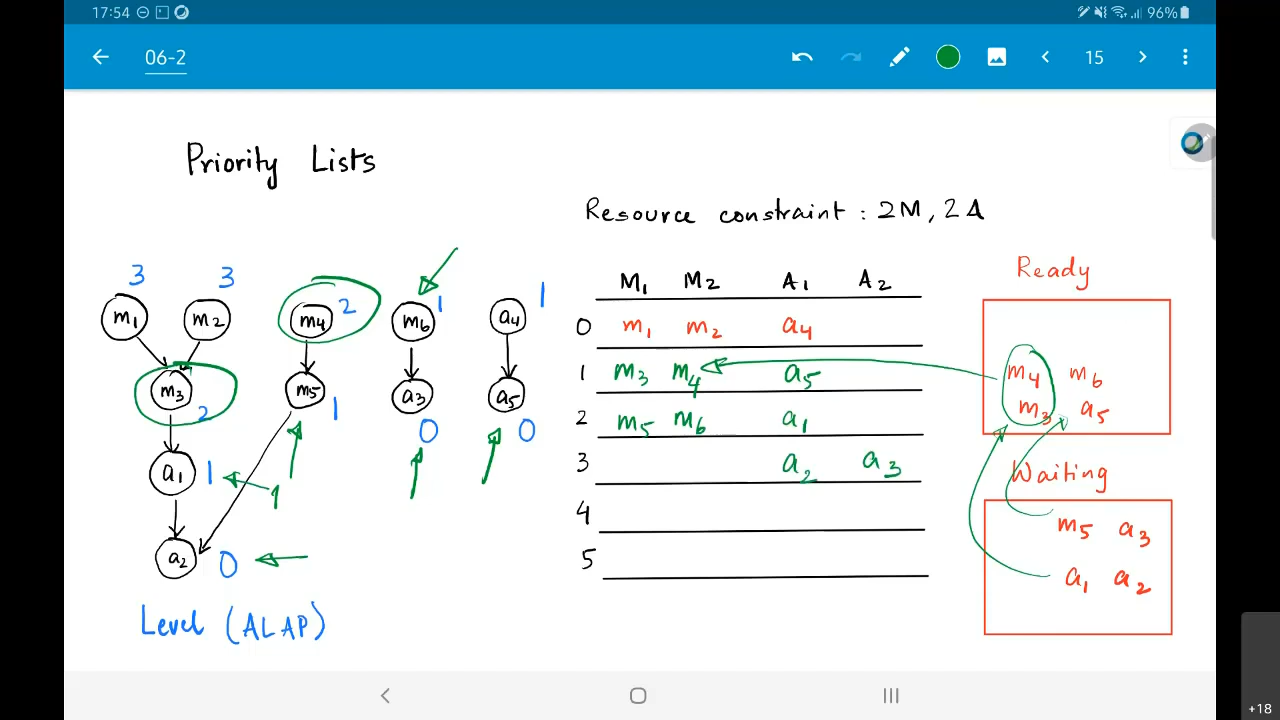 17:54 96%
06-2 15
Priority Lists
Resource constraint : 2M, 2A
3 3 2 1 1
m1 m2 m4 m6 a4
m3 2 m5 1 a3 0 a5 0
a1 1
a2 0
Level (ALAP)
M1 M2 A1 A2
0 m1 m2 a4
1 m3 m4 a5
2 m5 m6 a1
3 a2 a3
4
5
Ready
m4 m6
m3 a5
Waiting
m5 a3
a1 a2
+18